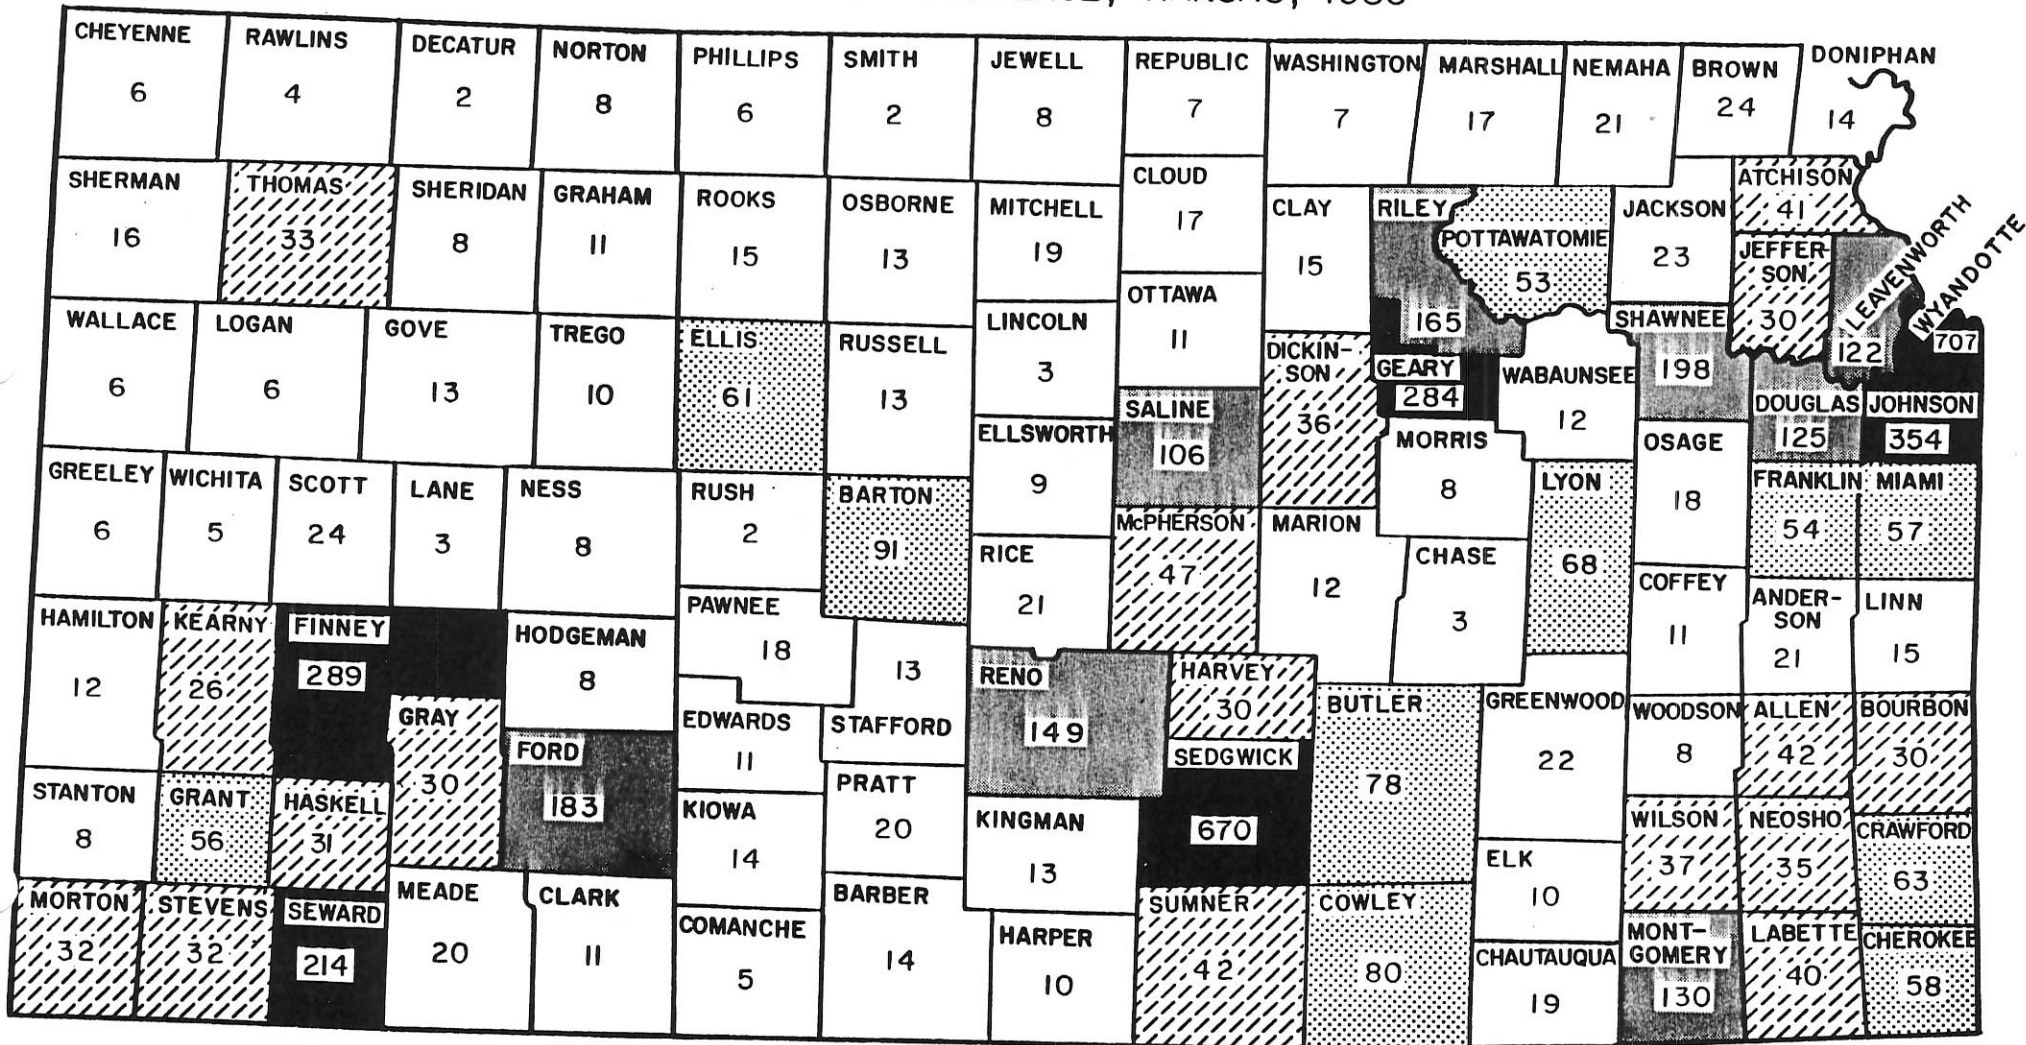 KANSAS, 1986
CHEYENNE
6
RAWLINS
4
DECATUR
2
NORTON
8
PHILLIPS
6
SMITH
2
JEWELL
8
REPUBLIC
7
WASHINGTON
7
MARSHALL
17
NEMAHA
21
BROWN
24
DONIPHAN
14
SHERMAN
16
THOMAS
33
SHERIDAN
8
GRAHAM
11
ROOKS
15
OSBORNE
13
MITCHELL
19
CLOUD
17
CLAY
15
RILEY
165
POTTAWATOMIE
53
JACKSON
23
ATCHISON
41
JEFFER-
SON
30
LEAVENWORTH
122
WYANDOTTE
707
WALLACE
6
LOGAN
6
GOVE
13
TREGO
10
ELLIS
61
RUSSELL
13
LINCOLN
3
OTTAWA
11
DICKIN-
SON
36
GEARY
284
WABAUNSEE
12
SHAWNEE
198
DOUGLAS
125
JOHNSON
354
GREELEY
6
WICHITA
5
SCOTT
24
LANE
3
NESS
8
RUSH
2
BARTON
91
ELLSWORTH
9
SALINE
106
MORRIS
8
LYON
68
OSAGE
18
FRANKLIN
54
MIAMI
57
RICE
21
McPHERSON
47
MARION
12
CHASE
3
COFFEY
11
ANDER-
SON
21
LINN
15
HAMILTON
12
KEARNY
26
FINNEY
289
HODGEMAN
8
PAWNEE
18
13
STAFFORD
RENO
149
HARVEY
30
BUTLER
78
GREENWOOD
22
WOODSON
8
ALLEN
42
BOURBON
30
GRAY
30
FORD
183
EDWARDS
11
SEDGWICK
670
STANTON
8
GRANT
56
HASKELL
31
KIOWA
14
PRATT
20
KINGMAN
13
ELK
10
WILSON
37
NEOSHO
35
CRAWFORD
63
MORTON
32
STEVENS
32
SEWARD
214
MEADE
20
CLARK
11
COMANCHE
5
BARBER
14
HARPER
10
SUMNER
42
COWLEY
80
CHAUTAUQUA
19
MONT-
GOMERY
130
LABETTE
40
CHEROKEE
58